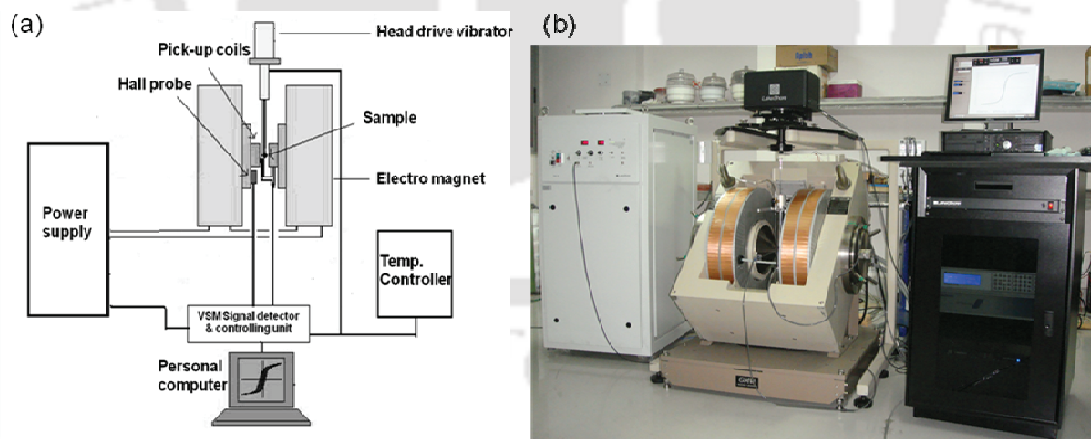 (a)
Head drive vibrator
Pick-up coils
Hall probe
Sample
Electro magnet
Power
supply
Temp.
Controller
VSM Signal detector
& controlling unit
Personal
computer
(b)
LakeShore